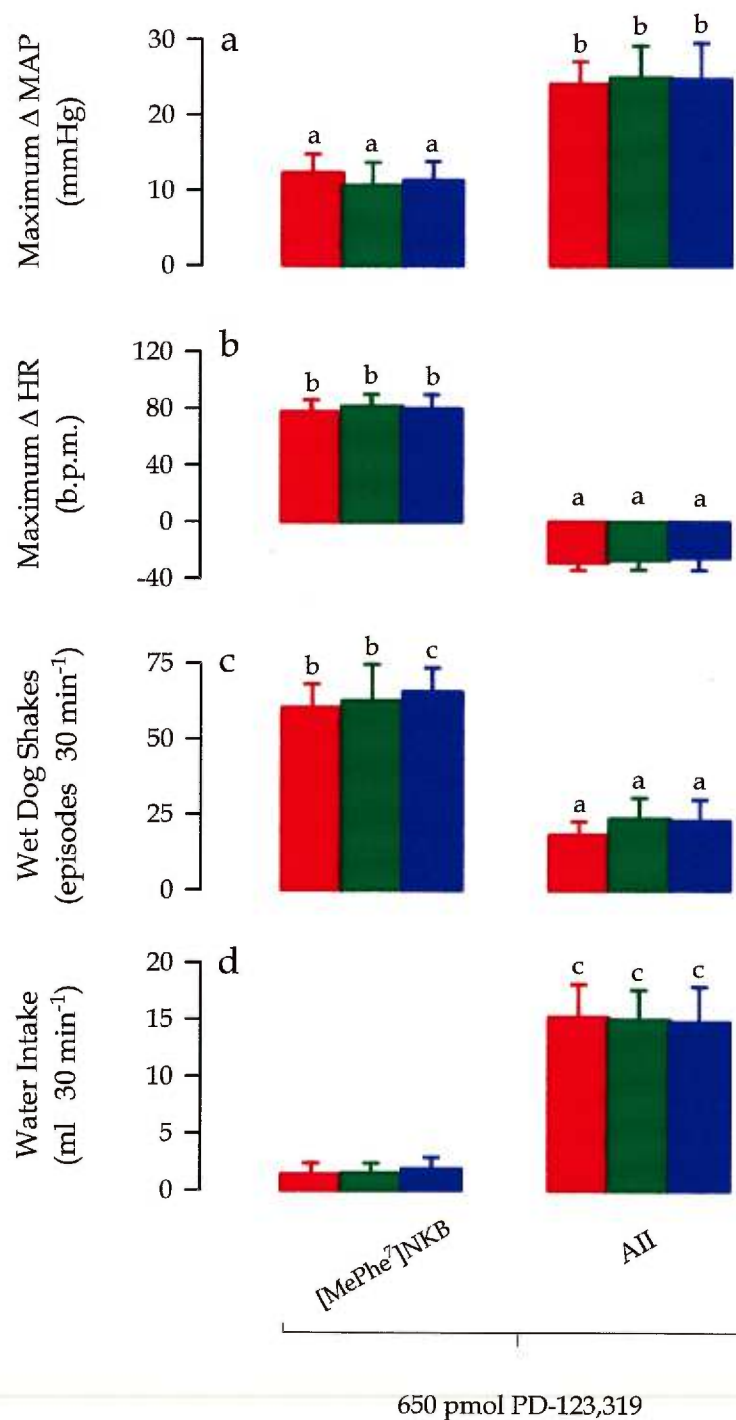 Maximum Δ MAP
(mmHg)
30
20
10
0
a
a
a
a
b
b
b
Maximum Δ HR
(b.p.m.)
120
80
40
0
-40
b
b
b
b
a
a
a
Wet Dog Shakes
(episodes 30 min⁻¹)
75
50
25
0
c
b
b
c
a
a
a
Water Intake
(ml 30 min⁻¹)
20
15
10
5
0
d
c
c
c
[MePhe⁷]NKB
AII
650 pmol PD-123,319